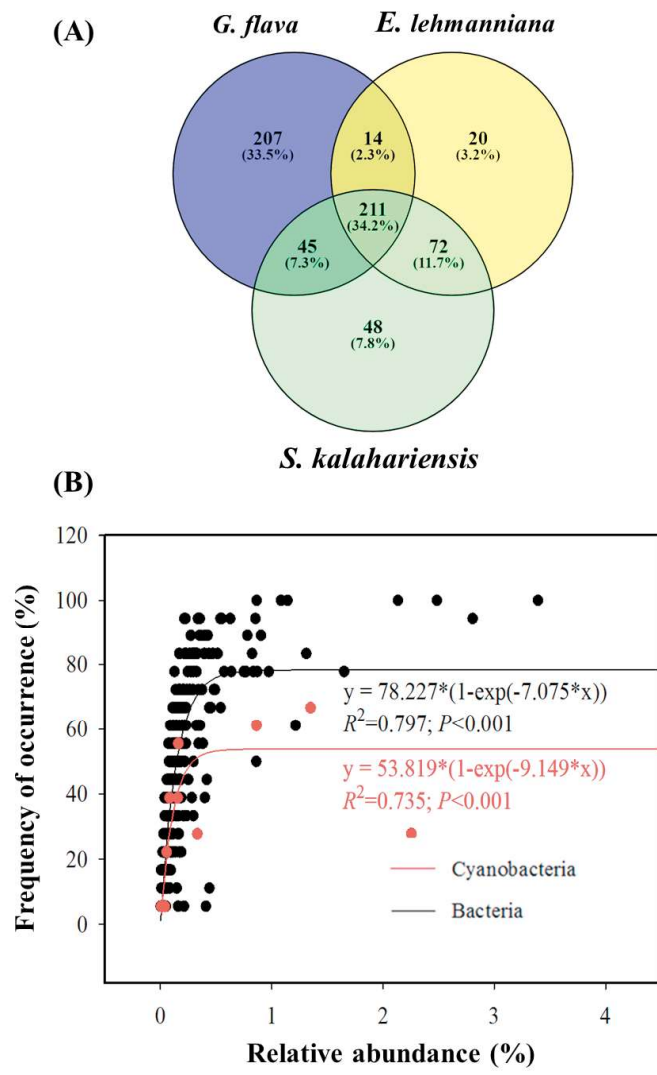 (A)
G. flava
E. lehmanniana
207
(33.5%)
14
(2.3%)
20
(3.2%)
211
(34.2%)
45
(7.3%)
72
(11.7%)
48
(7.8%)
S. kalahariensis
(B)
Frequency of occurrence (%)
120
100
80
60
40
20
0
y = 78.227*(1-exp(-7.075*x))
R²=0.797; P<0.001
y = 53.819*(1-exp(-9.149*x))
R²=0.735; P<0.001
Cyanobacteria
Bacteria
0 1 2 3 4
Relative abundance (%)